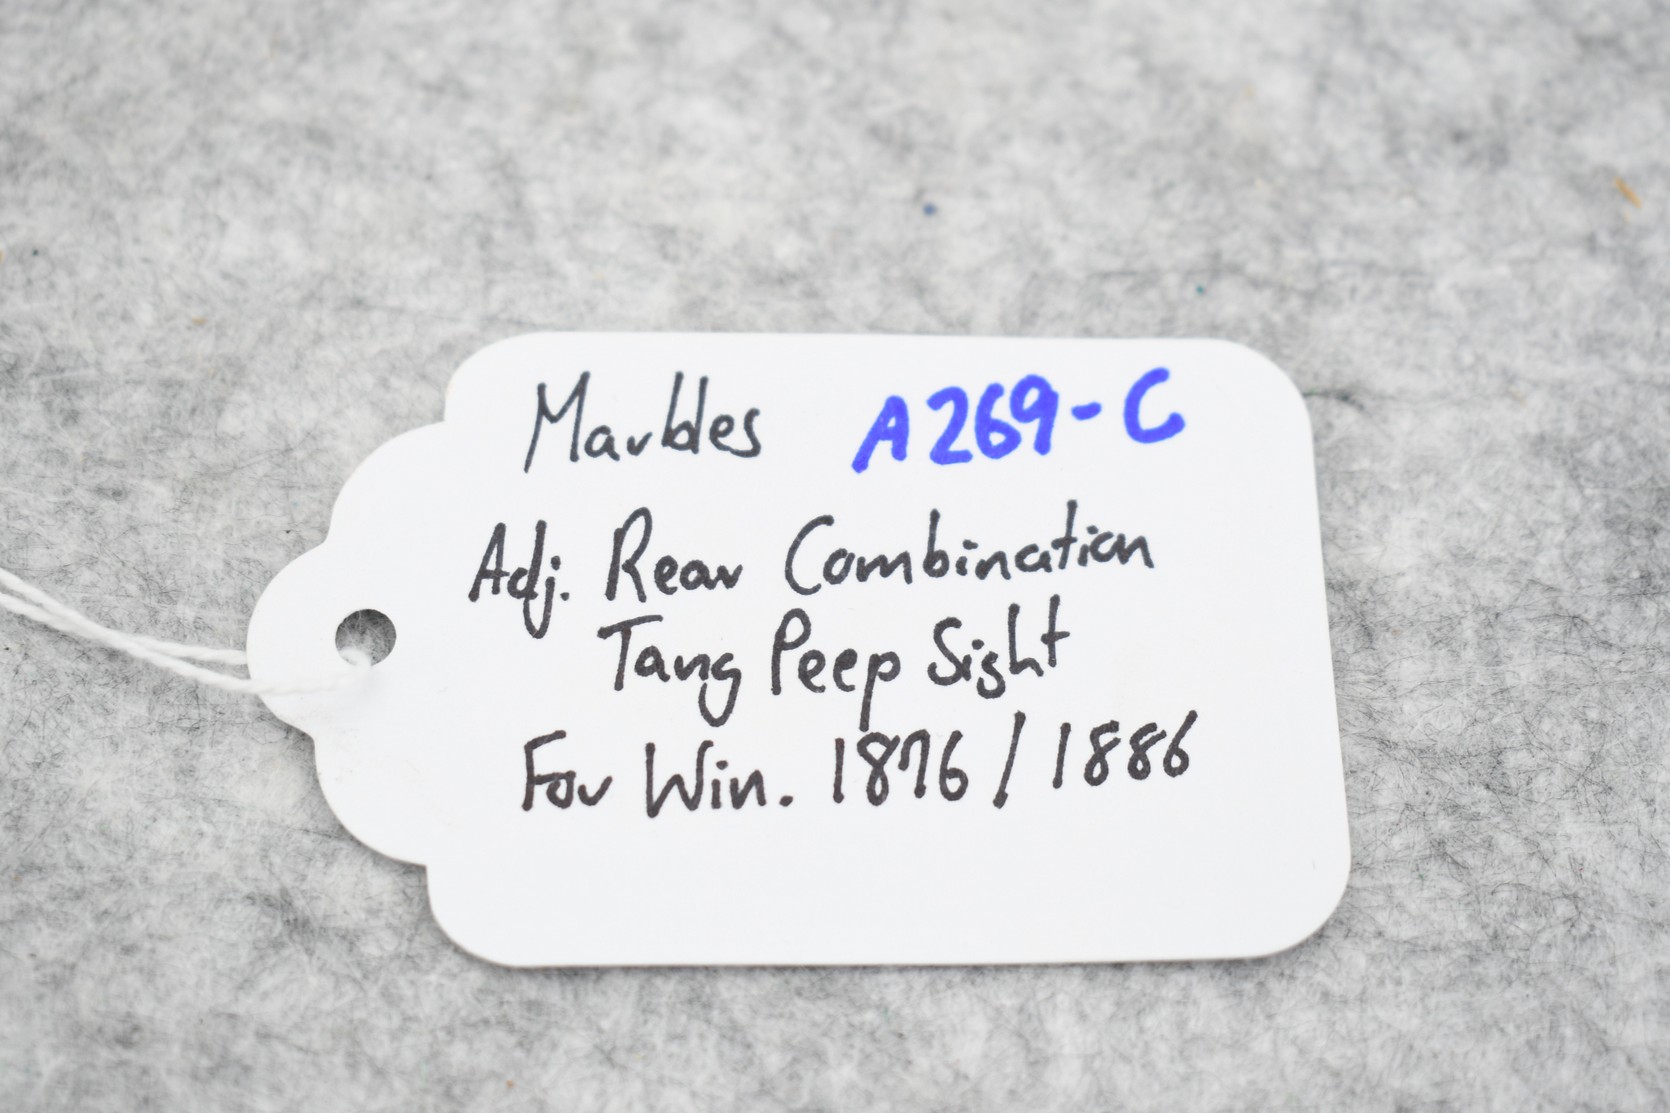 Marbles A269-C
Adj. Rear Combination
Tang Peep Sight
For Win. 1876 / 1886